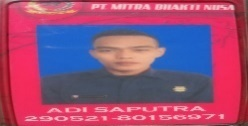 PT. MITRA BHAKTI NUSA
ADI SAPUTRA
290521-80156971